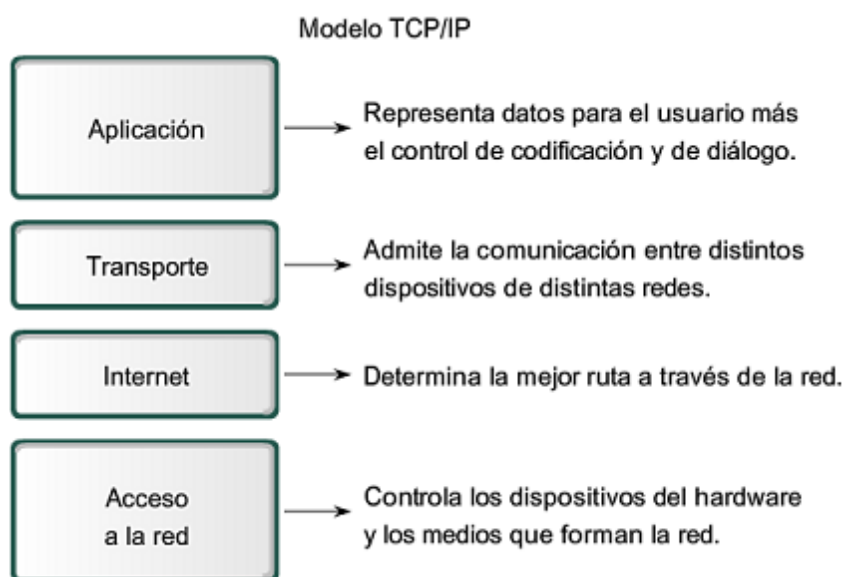 Modelo TCP/IP
Aplicación
Representa datos para el usuario más
el control de codificación y de diálogo.
Transporte
Admite la comunicación entre distintos
dispositivos de distintas redes.
Internet
Determina la mejor ruta a través de la red.
Acceso
a la red
Controla los dispositivos del hardware
y los medios que forman la red.